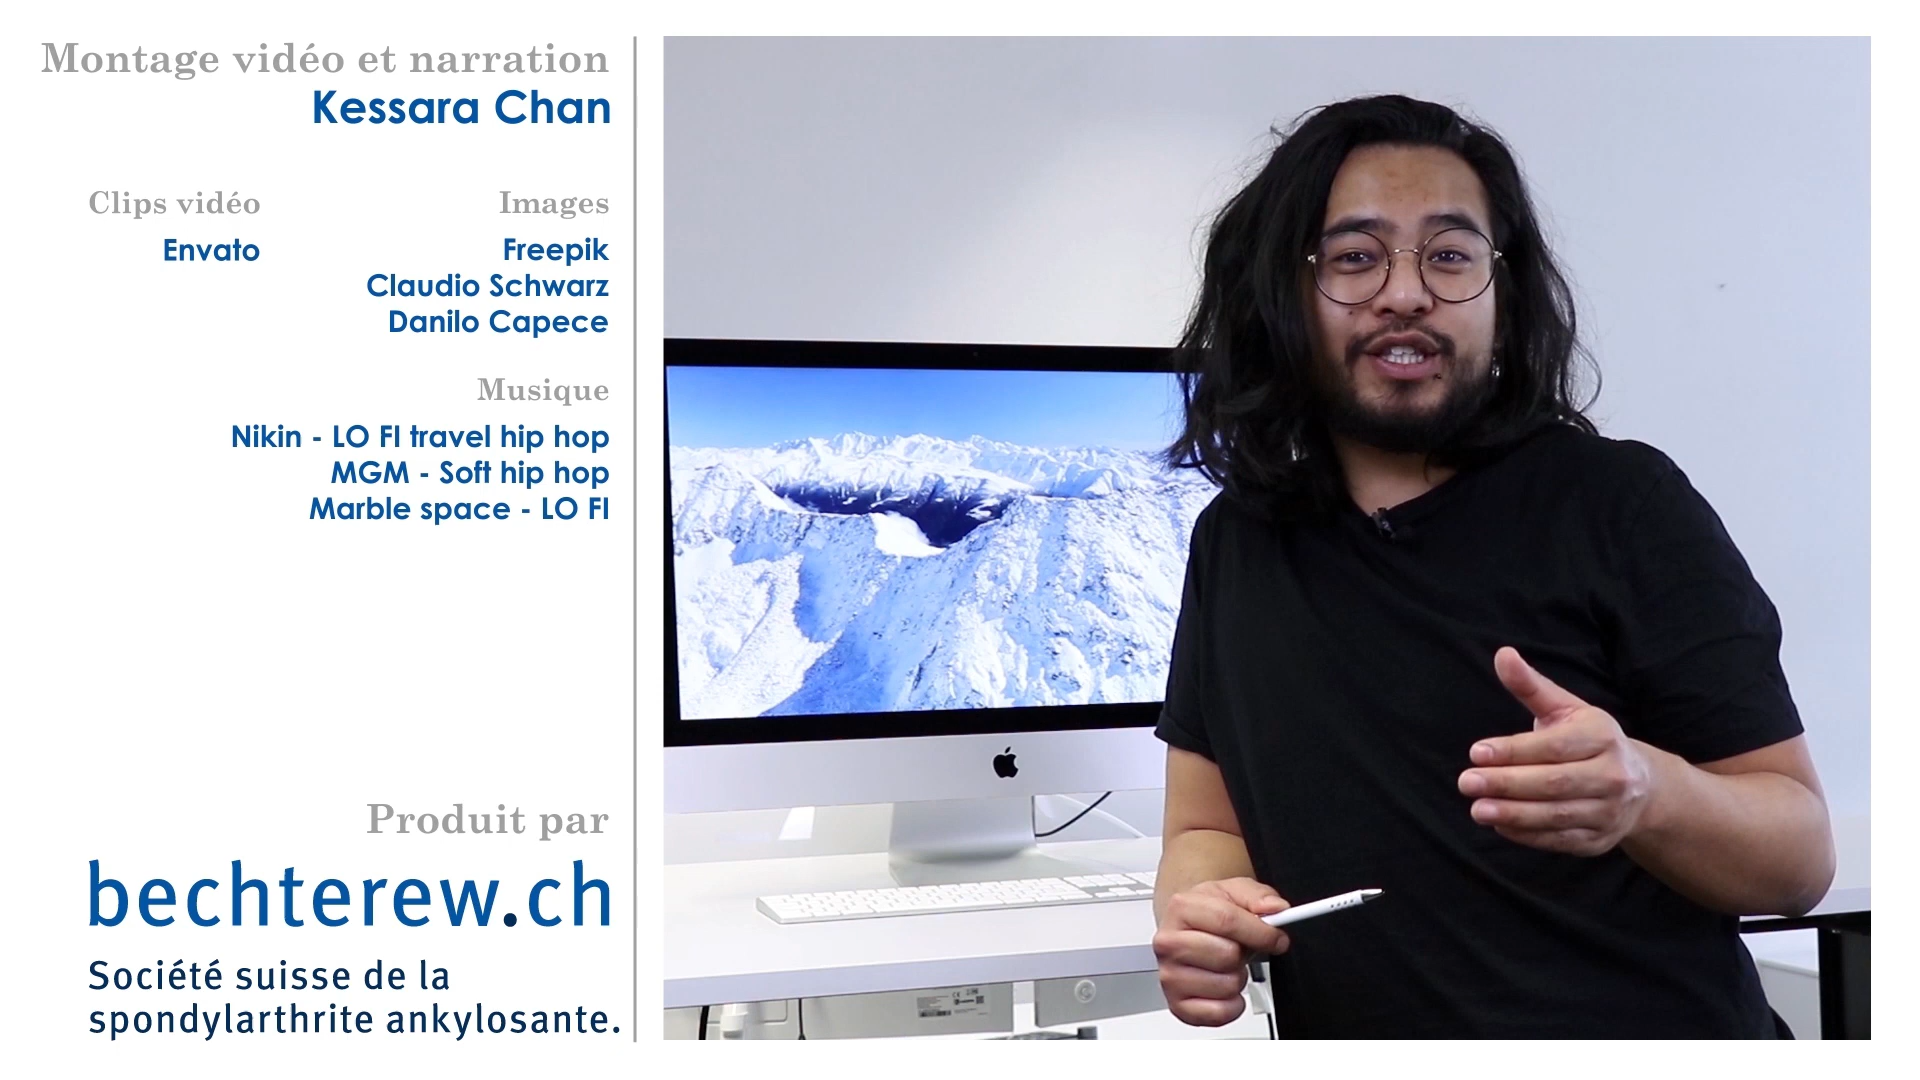 Montage vidéo et narration
Kessara Chan
Clips vidéo
Envato
Images
Freepik
Claudio Schwarz
Danilo Capece
Musique
Nikin - LO FI travel hip hop
MGM - Soft hip hop
Marble space - LO FI
Produit par
bechterew.ch
Société suisse de la
spondylarthrite ankylosante.